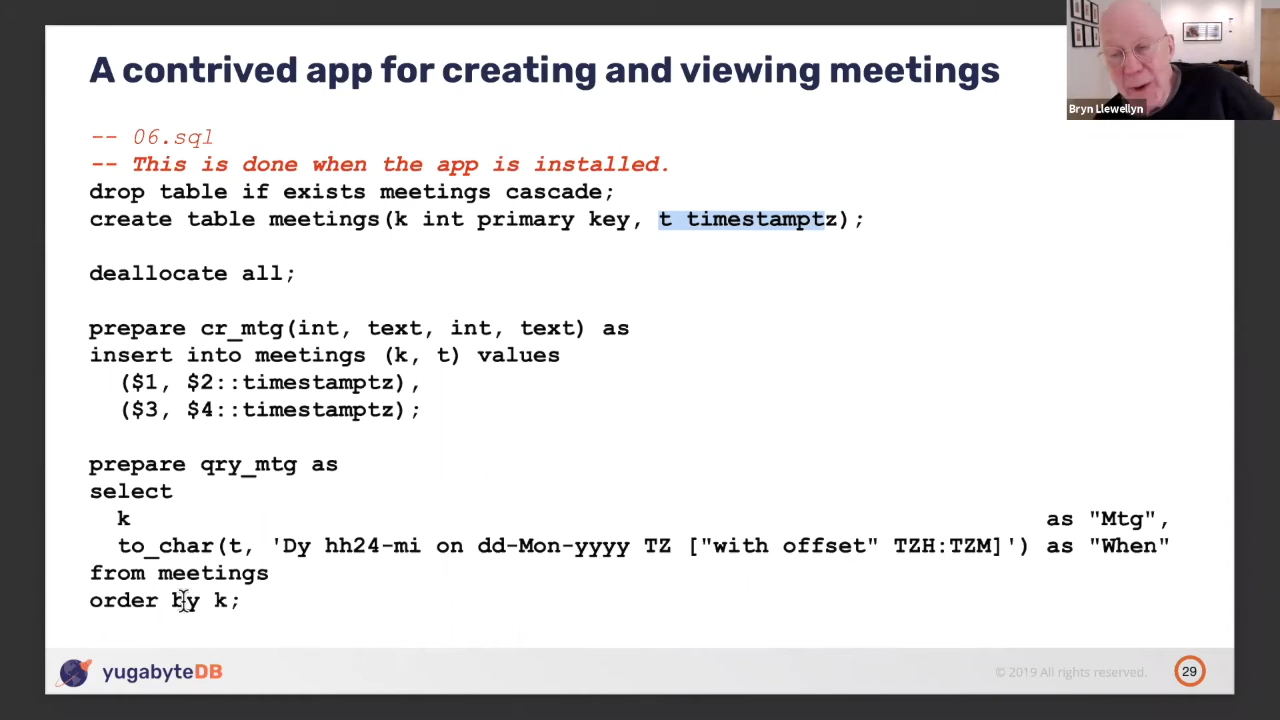 A contrived app for creating and viewing meetings
Bryn Llewellyn
-- 06.sql
-- This is done when the app is installed.
drop table if exists meetings cascade;
create table meetings(k int primary key, t timestamptz);
deallocate all;
prepare cr_mtg(int, text, int, text) as
insert into meetings (k, t) values
($1, $2::timestamptz),
($3, $4::timestamptz);
prepare qry_mtg as
select
k as "Mtg",
to_char(t, 'Dy hh24-mi on dd-Mon-yyyy TZ ["with offset" TZH:TZM]') as "When"
from meetings
order by k;
yugabyteDB
© 2019 All rights reserved.
29